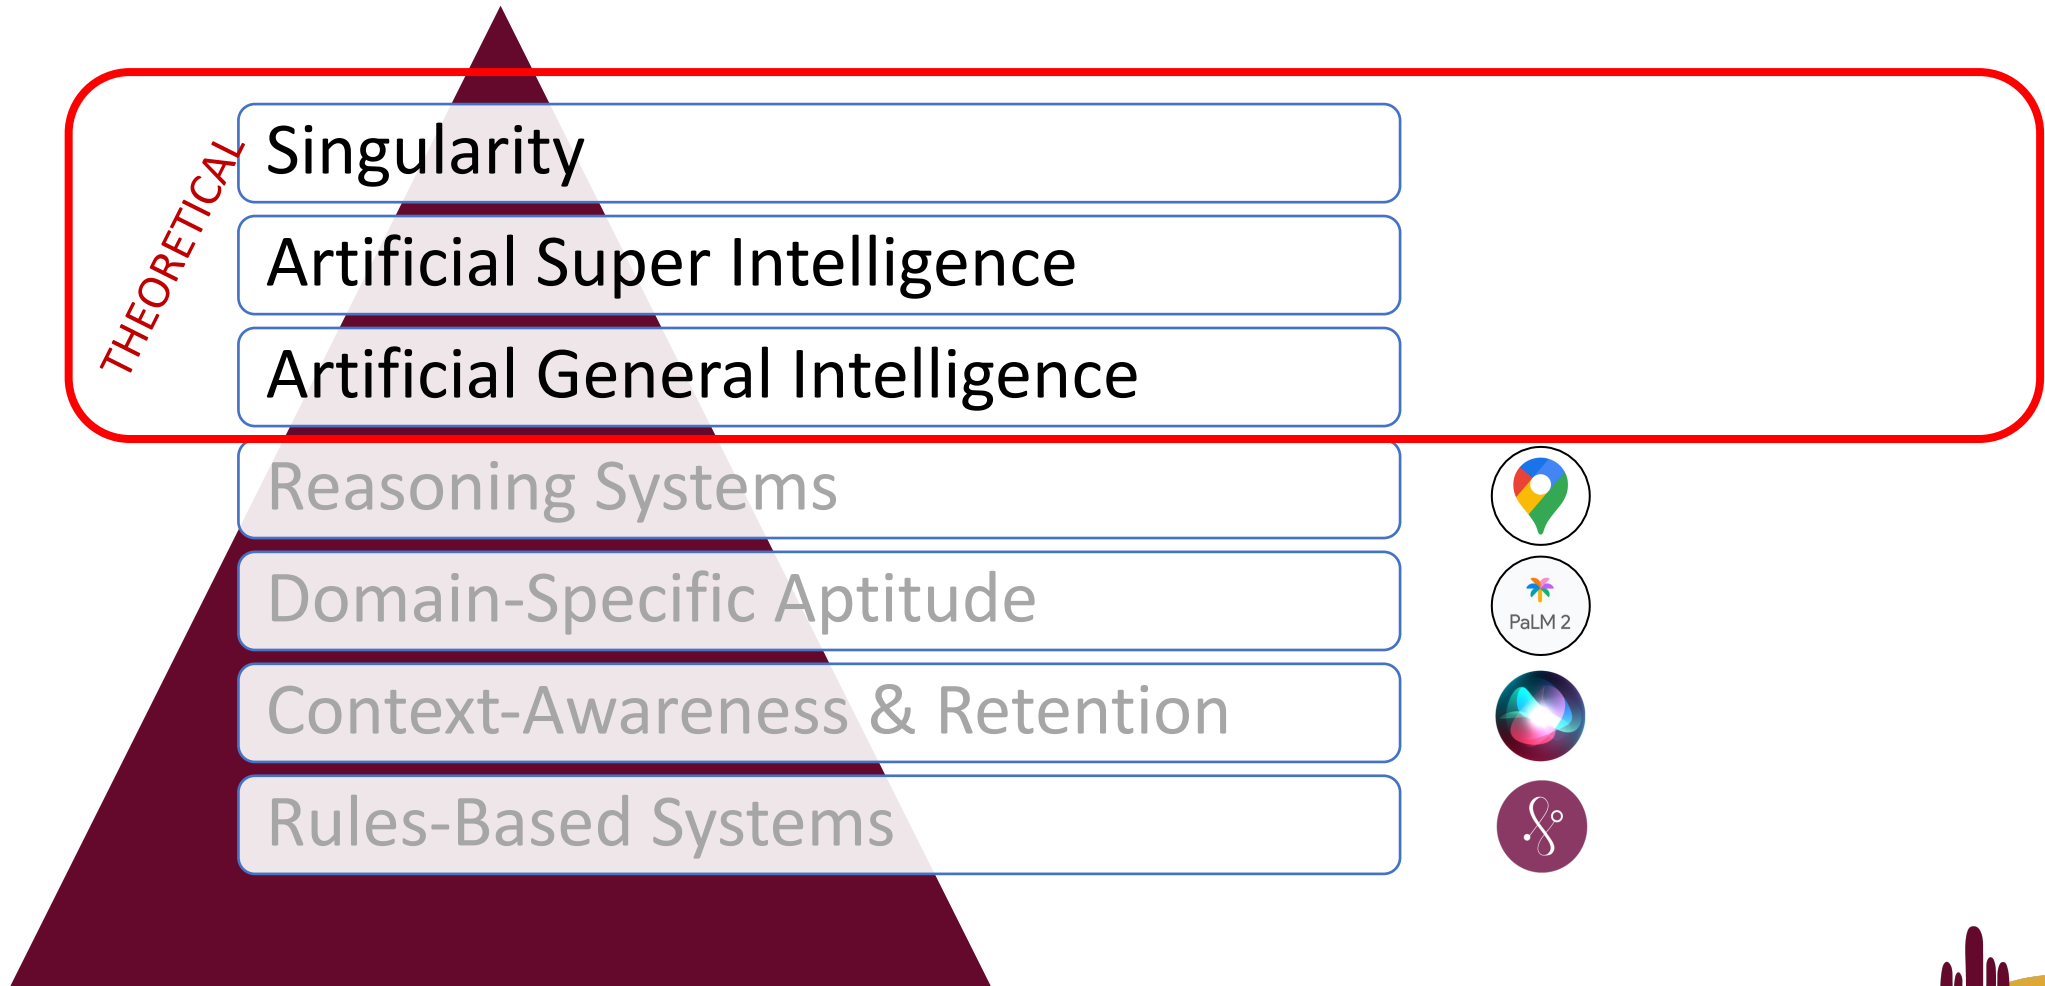 THEORETICAL
Singularity
Artificial Super Intelligence
Artificial General Intelligence
Reasoning Systems
Domain-Specific Aptitude
PaLM 2
Context-Awareness & Retention
Rules-Based Systems